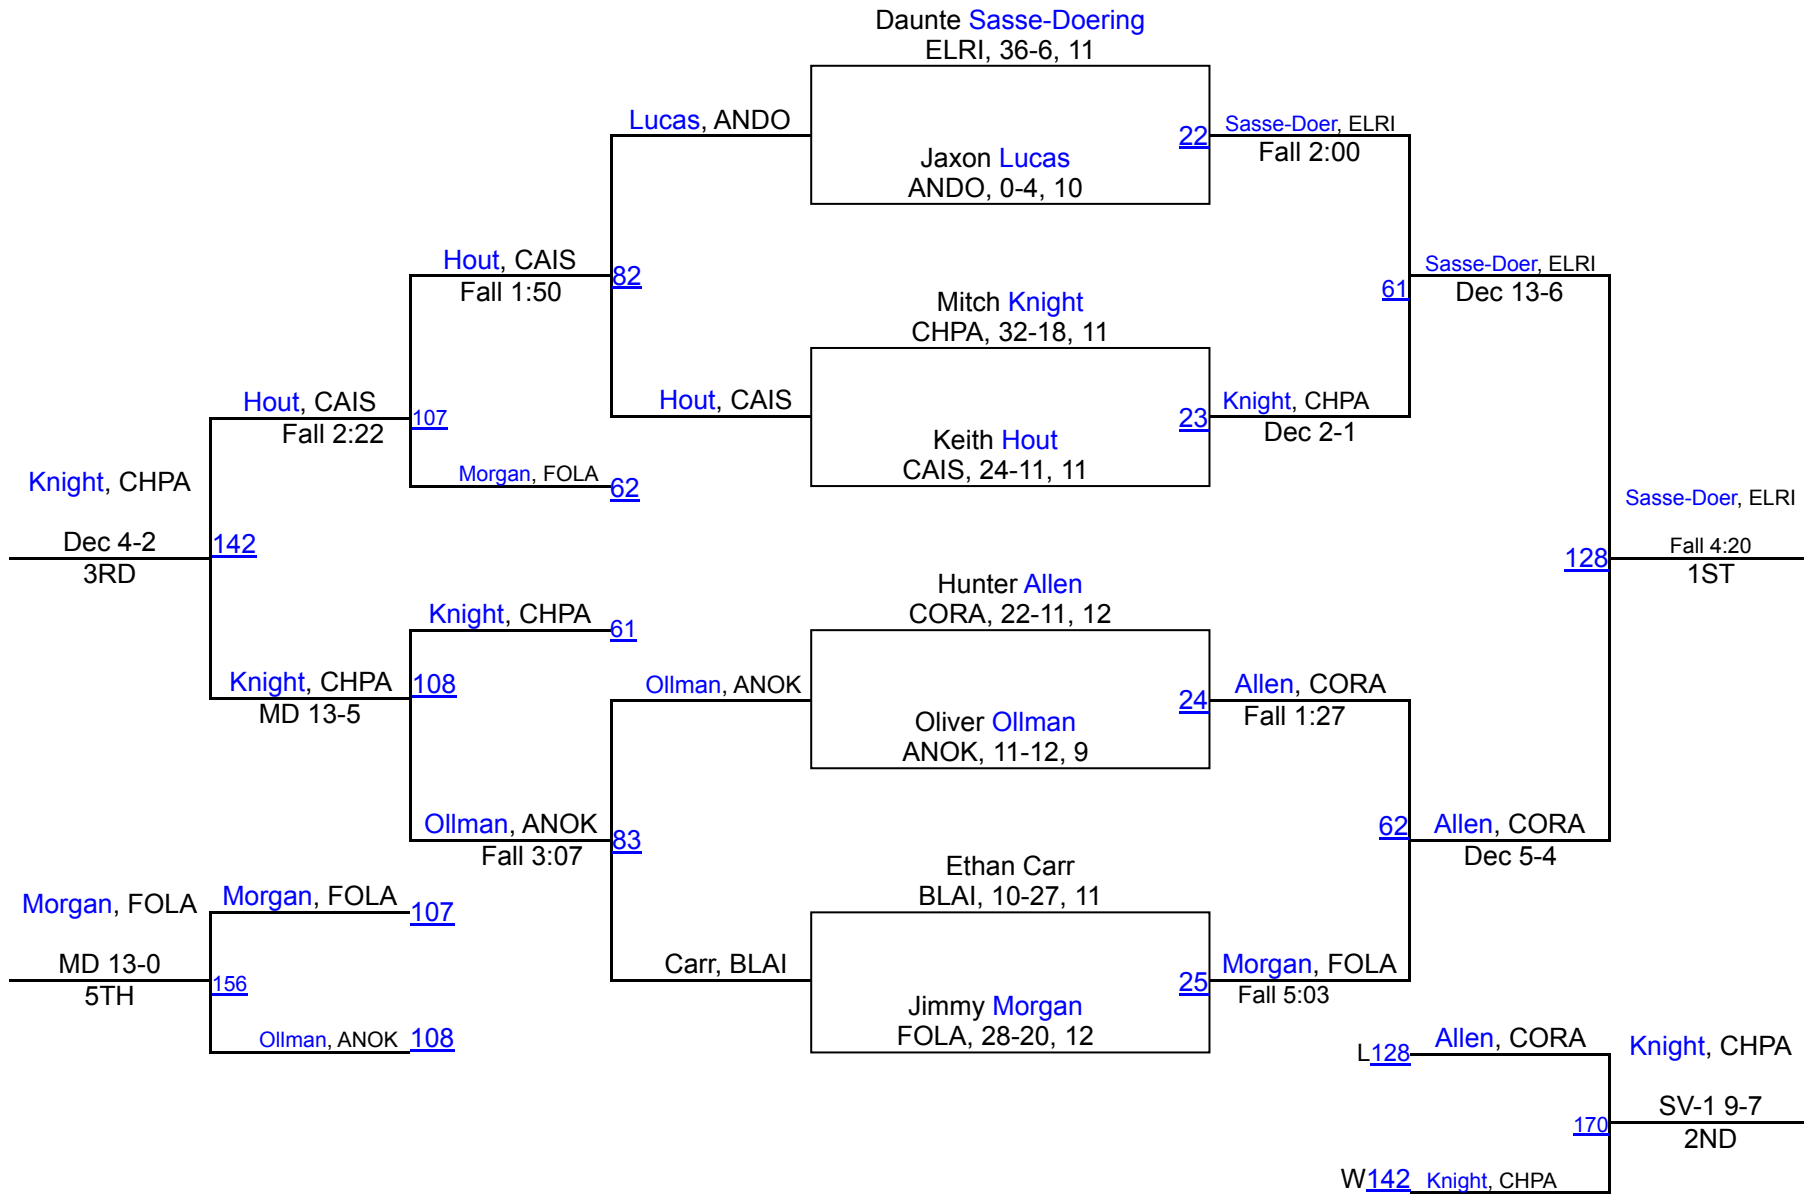 Daunte Sasse-Doering
ELRI, 36-6, 11
Lucas, ANDO
22
Sasse-Doer, ELRI
Fall 2:00
Jaxon Lucas
ANDO, 0-4, 10
Hout, CAIS
Fall 1:50
82
Sasse-Doer, ELRI
Dec 13-6
61
Mitch Knight
CHPA, 32-18, 11
Hout, CAIS
Fall 2:22
107
Hout, CAIS
23
Knight, CHPA
Dec 2-1
Keith Hout
CAIS, 24-11, 11
Knight, CHPA
Morgan, FOLA
62
Sasse-Doer, ELRI
Dec 4-2
3RD
142
128
Fall 4:20
1ST
Hunter Allen
CORA, 22-11, 12
Knight, CHPA
61
Knight, CHPA
MD 13-5
108
Ollman, ANOK
24
Allen, CORA
Fall 1:27
Oliver Ollman
ANOK, 11-12, 9
Ollman, ANOK
Fall 3:07
83
62
Allen, CORA
Dec 5-4
Ethan Carr
BLAI, 10-27, 11
Morgan, FOLA
Morgan, FOLA
107
MD 13-0
5TH
156
Carr, BLAI
25
Morgan, FOLA
Fall 5:03
Jimmy Morgan
FOLA, 28-20, 12
Ollman, ANOK
108
L128
Allen, CORA
Knight, CHPA
170
SV-1 9-7
2ND
W142
Knight, CHPA